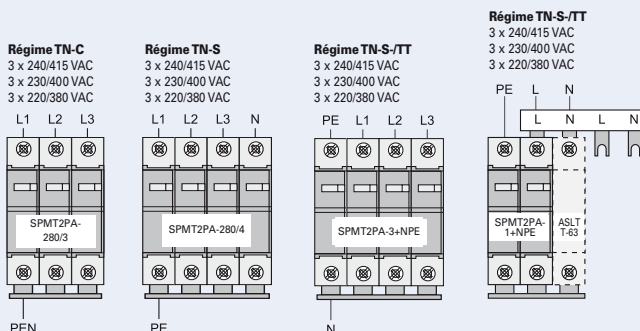 Régime TN-C
3 x 240/415 VAC
3 x 230/400 VAC
3 x 220/380 VAC
L1 L2 L3
SPMT2PA-
280/3
PEN
Régime TN-S
3 x 240/415 VAC
3 x 230/400 VAC
3 x 220/380 VAC
L1 L2 L3 N
SPMT2PA-280/4
PE
Régime TN-S-/TT
3 x 240/415 VAC
3 x 230/400 VAC
3 x 220/380 VAC
PE L1 L2 L3
SPMT2PA-3+NPE
N
Régime TN-S-/TT
3 x 240/415 VAC
3 x 230/400 VAC
3 x 220/380 VAC
PE L N
L N L N
SPMT2PA-
1+NPE
ASLT
T-63